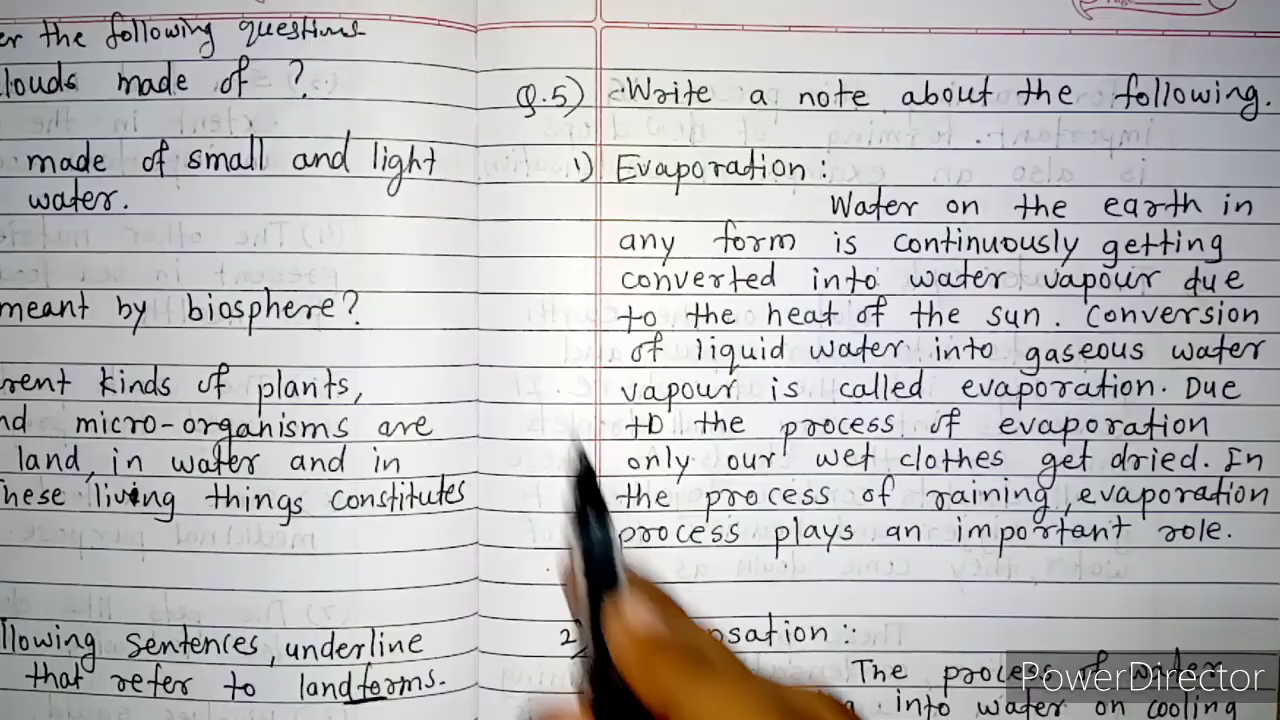 er the following questions
louds made of ?
made of small and light
water.
meant by biosphere?
rent kinds of plants,
nd micro-organisms are
land, in water and in
hese living things constitutes
llowing sentences, underline
that refer to landforms.
Q.5) Write a note about the following.
1) Evaporation :
Water on the earth in
any form is continuously getting
converted into water vapour due
to the heat of the sun. Conversion
of liquid water into gaseous water
vapour is called evaporation. Due
to the process of evaporation
only our wet clothes get dried. In
the process of raining, evaporation
process plays an important role.
2) nsation :
The process of water
into water on cooling
PowerDirector